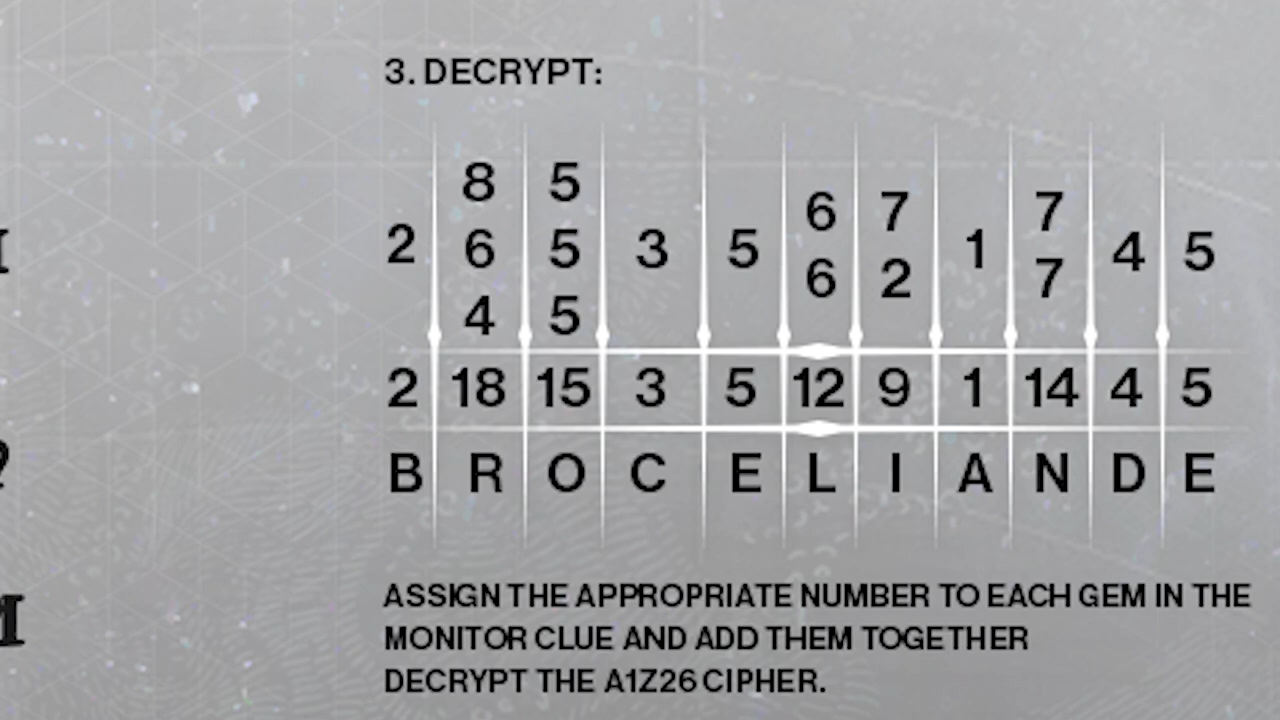 3. DECRYPT:
8 5
6 7 7
2 6 5 3 5 1 4 5
6 2 7
4 5
2 18 15 3 5 12 9 1 14 4 5
B R O C E L I A N D E
ASSIGN THE APPROPRIATE NUMBER TO EACH GEM IN THE
MONITOR CLUE AND ADD THEM TOGETHER
DECRYPT THE A1Z26 CIPHER.